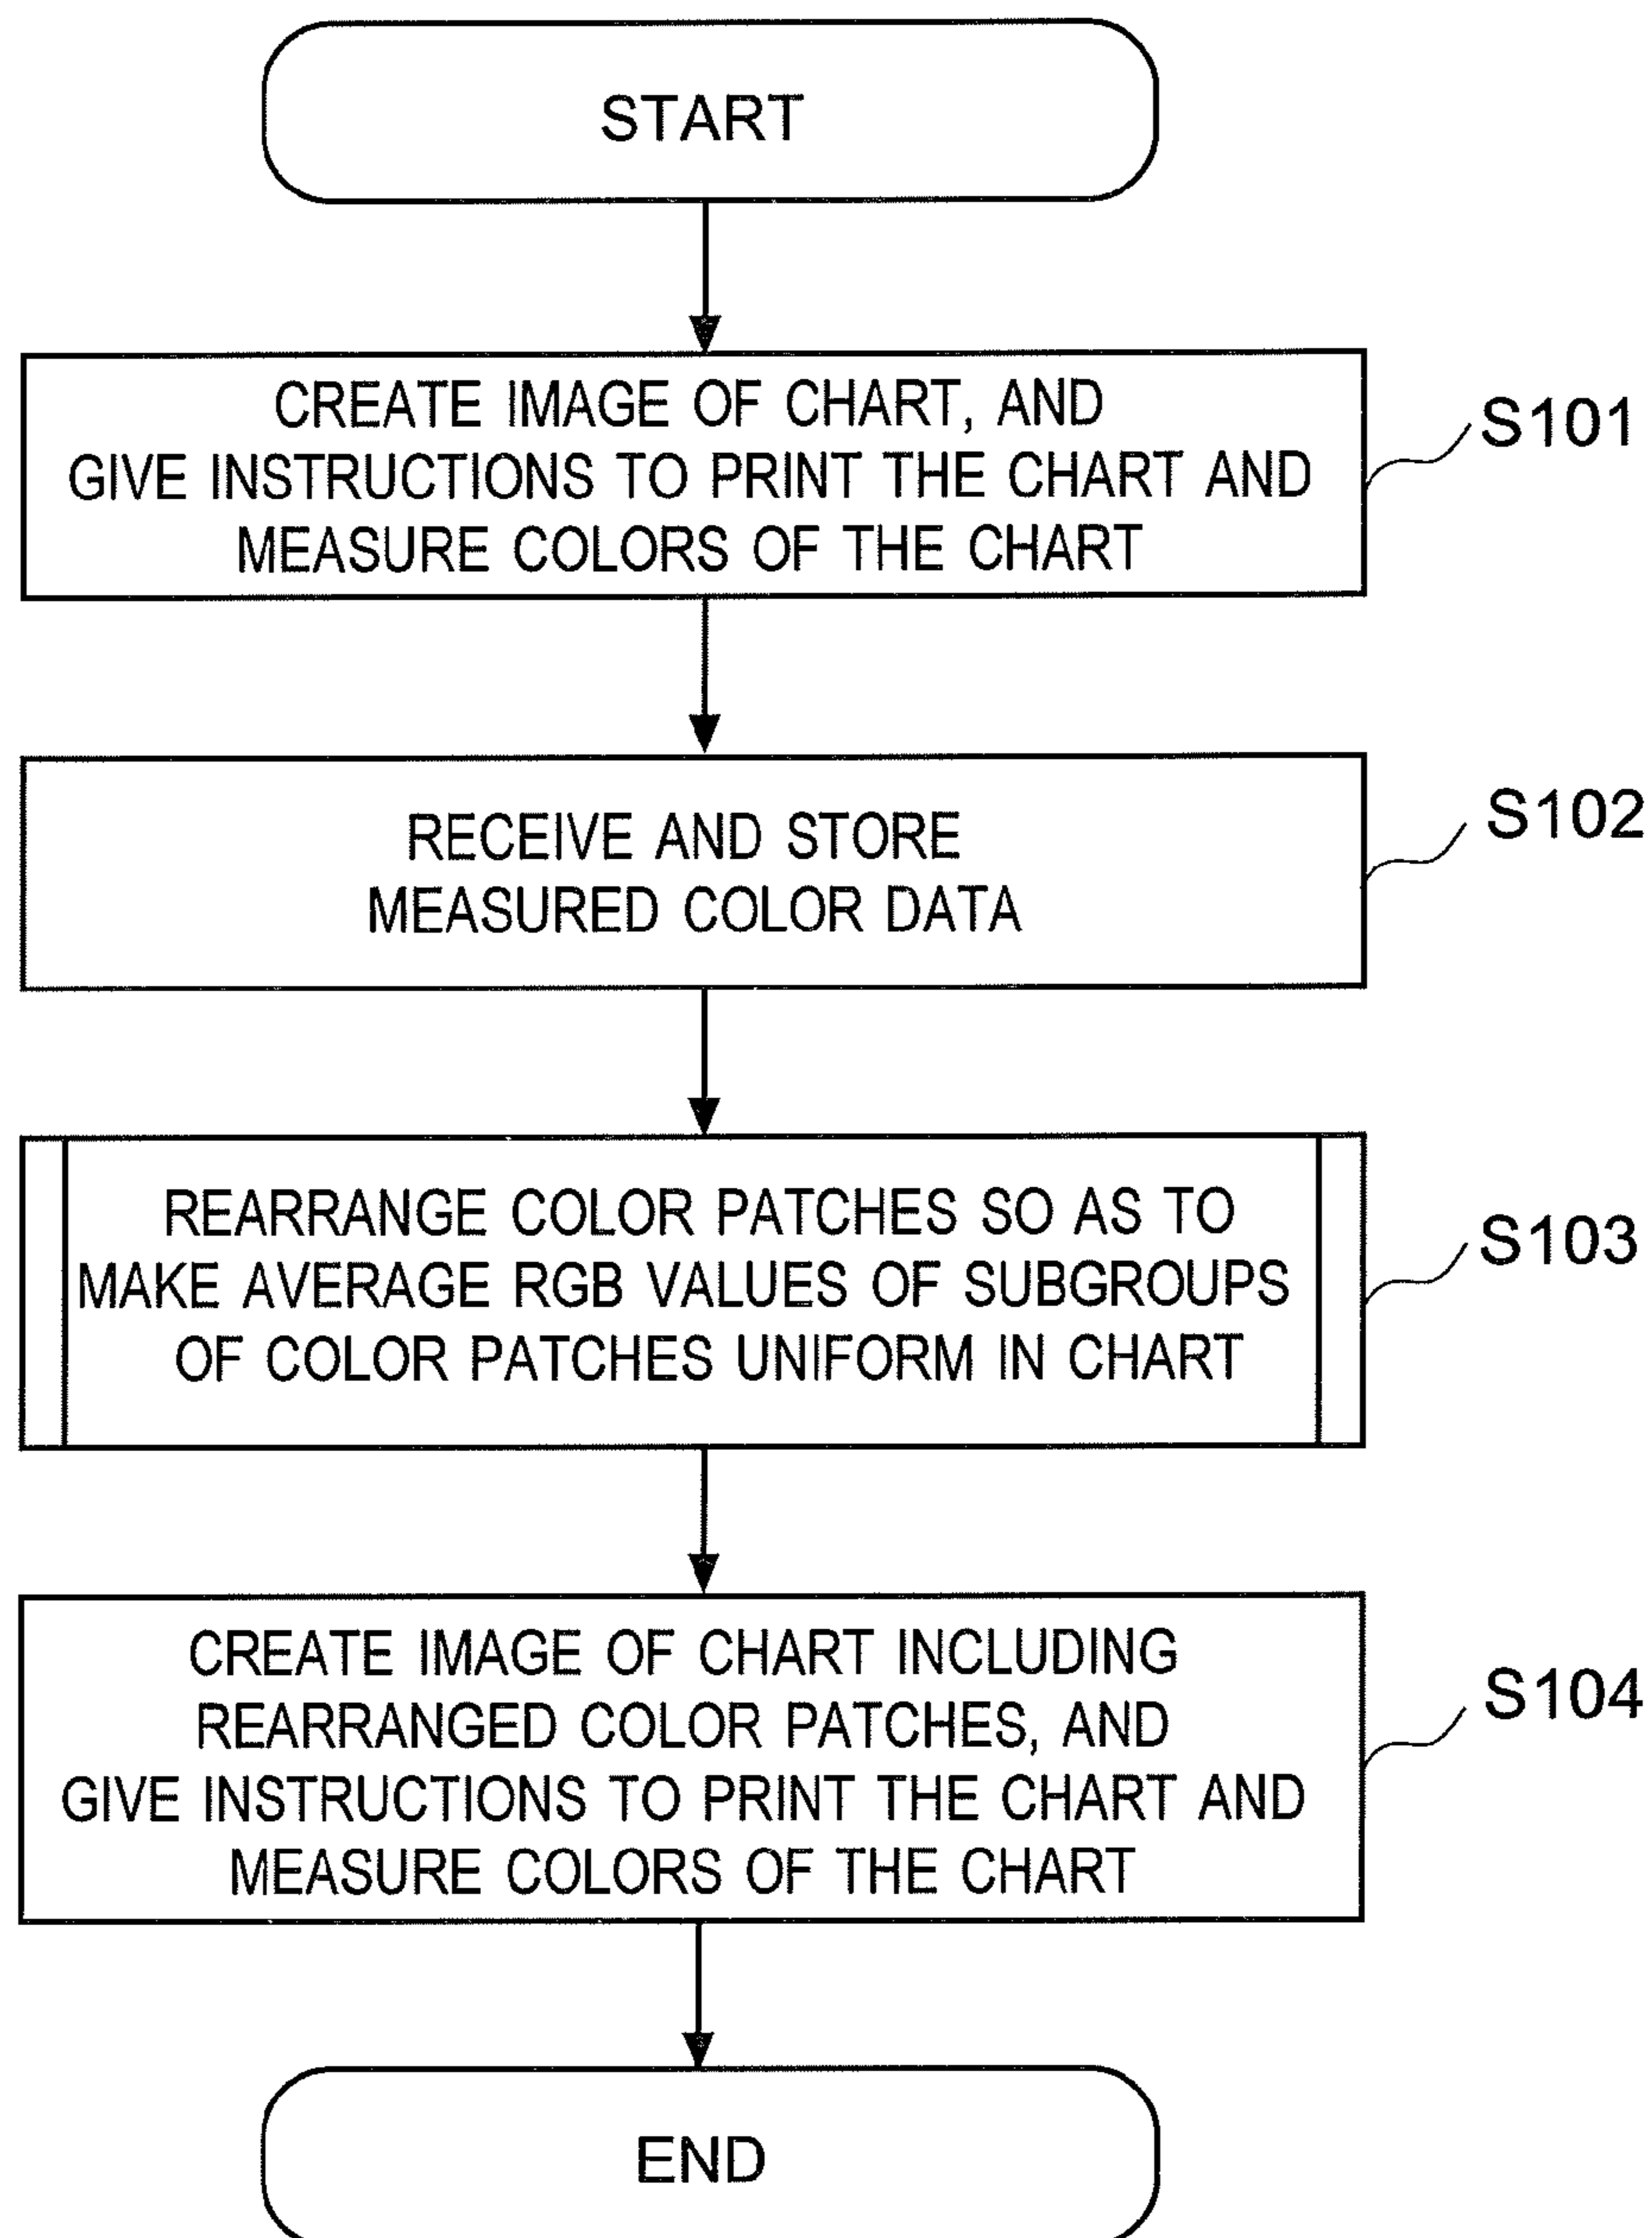 START
CREATE IMAGE OF CHART, AND
GIVE INSTRUCTIONS TO PRINT THE CHART AND
MEASURE COLORS OF THE CHART
S101
RECEIVE AND STORE
MEASURED COLOR DATA
S102
REARRANGE COLOR PATCHES SO AS TO
MAKE AVERAGE RGB VALUES OF SUBGROUPS
OF COLOR PATCHES UNIFORM IN CHART
S103
CREATE IMAGE OF CHART INCLUDING
REARRANGED COLOR PATCHES, AND
GIVE INSTRUCTIONS TO PRINT THE CHART AND
MEASURE COLORS OF THE CHART
S104
END